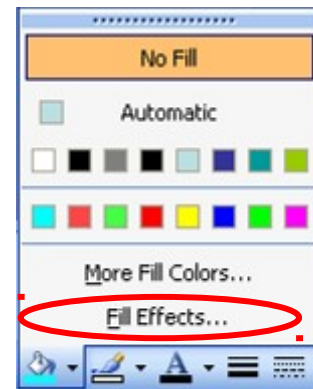 No Fill
Automatic
More Fill Colors...
Fill Effects...
A